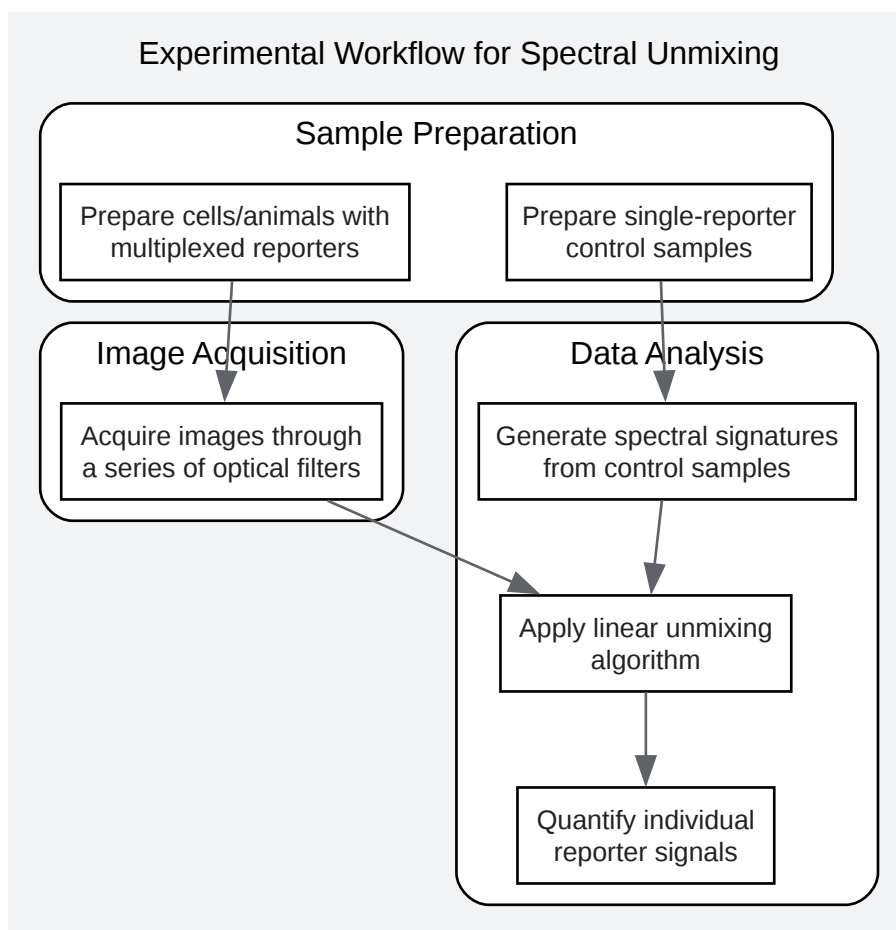 Experimental Workflow for Spectral Unmixing
Sample Preparation
Prepare cells/animals with
multiplexed reporters
Prepare single-reporter
control samples
Image Acquisition
Acquire images through
a series of optical filters
Data Analysis
Generate spectral signatures
from control samples
Apply linear unmixing
algorithm
Quantify individual
reporter signals